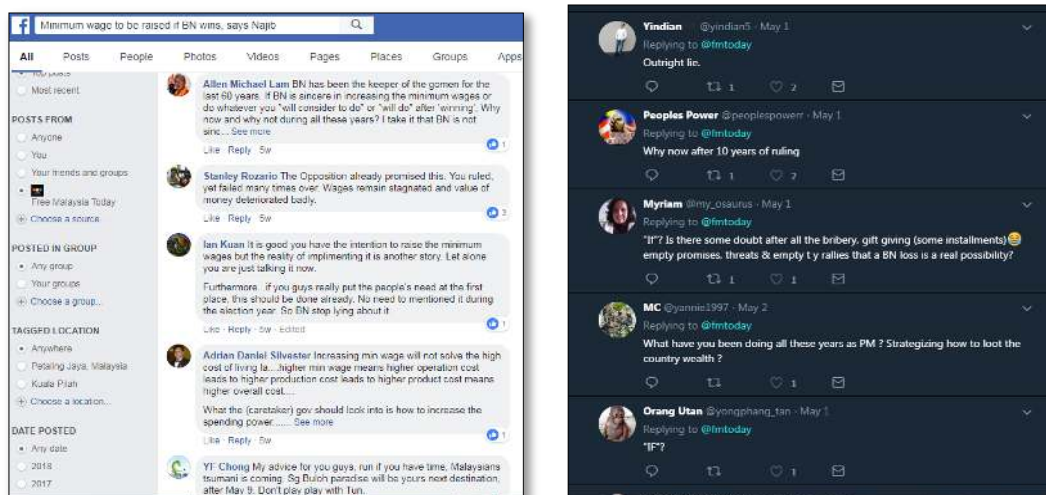 Minimum wage to be raised if BN wins, says Najib
All Posts People Photos Videos Pages Places Groups Apps
Top posts
Most recent
POSTS FROM
Anyone
You
Your friends and groups
Free Malaysia Today
Choose a source
POSTED IN GROUP
Any group
Your groups
Choose a group...
TAGGED LOCATION
Anywhere
Petaling Jaya, Malaysia
Kuala Pilah
Choose a location...
DATE POSTED
Any date
2018
2017
Allen Michael Lam BN has been the keeper of the gomen for the
last 60 years. If BN is sincere in increasing the minimum wages or
do whatever you "will consider to do" or "will do" after 'winning'. Why
now and why not during all these years? I take it that BN is not
sinc... See more
Like · Reply · 5w
1
Stanley Rozario The Opposition already promised this. You ruled,
yet failed many times over. Wages remain stagnated and value of
money deteriorated badly.
Like · Reply · 5w
3
Ian Kuan It is good you have the intention to raise the minimum
wages but the reality of implimenting it is another story. Let alone
you are just talking it now.
Furthermore.. if you guys really put the people's need at the first
place, this should be done already. No need to mentioned it during
the election year. So BN stop lying about it
Like · Reply · 5w · Edited
1
Adrian Daniel Silvester Increasing min wage will not solve the high
cost of living la....higher min wage means higher operation cost
leads to higher production cost leads to higher product cost means
higher overall cost....
What the (caretaker) gov should look into is how to increase the
spending power....... See more
Like · Reply · 5w
1
YF Chong My advice for you guys, run if you have time, Malaysians
tsunami is coming. Sg Buloh paradise will be yours next destination,
after May 9. Don't play play with Tun.
Yindian @yindian5 · May 1
Replying to @fmtoday
Outright lie.
1 2
Peoples Power @peoplespowerr · May 1
Replying to @fmtoday
Why now after 10 years of ruling
1 2
Myriam @my_osaurus · May 1
Replying to @fmtoday
"If"? Is there some doubt after all the bribery, gift giving (some installments)😂
empty promises, threats & empty t y rallies that a BN loss is a real possibility?
1 1
MC @yannie1997 · May 2
Replying to @fmtoday
What have you been doing all these years as PM ? Strategizing how to loot the
country wealth ?
1
Orang Utan @yongphang_tan · May 1
Replying to @fmtoday
"IF"?
1